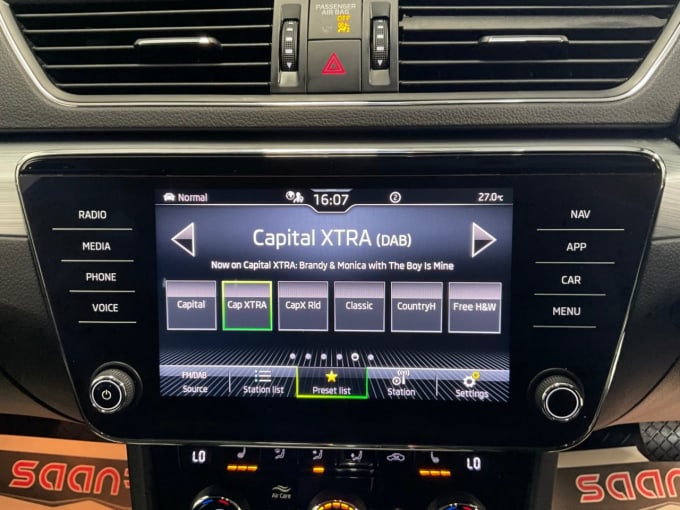 PASSENGER
AIR BAG
OFF
Normal
16:07
2
27.0°C
RADIO
MEDIA
PHONE
VOICE
Capital XTRA (DAB)
Now on Capital XTRA: Brandy & Monica with The Boy Is Mine
Capital
Cap XTRA
CapX Rld
Classic
CountryH
Free H&W
FM/DAB
Source
Station list
Preset list
Station
Settings
NAV
APP
CAR
MENU
LO
LO
Air Care
saan
saan